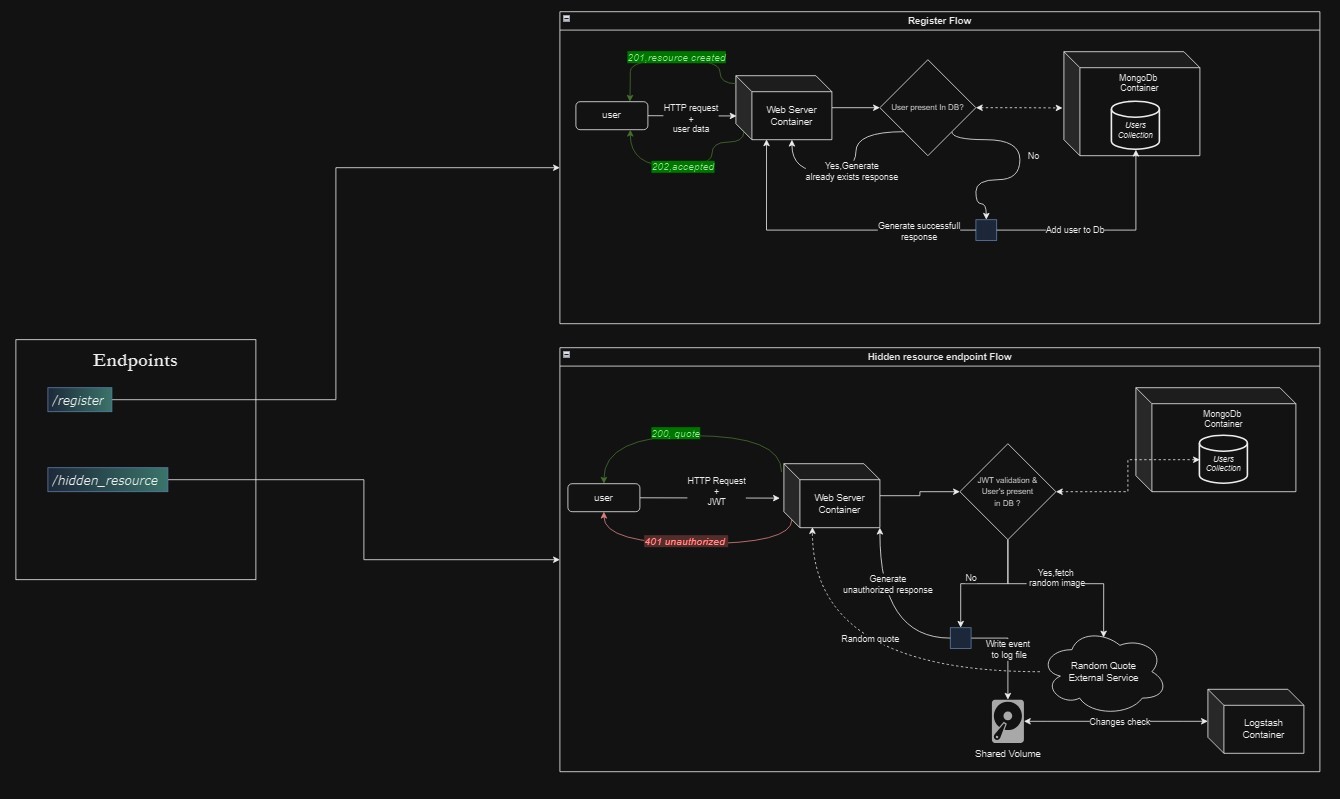 Register Flow
201,resource created
user
HTTP request
+
user data
Web Server
Container
User present In DB?
MongoDb
Container
Users
Collection
202,accepted
Yes,Generate
already exists response
No
Generate successfull
response
Add user to Db
Endpoints
/register
/hidden_resource
Hidden resource endpoint Flow
200, quote
user
HTTP Request
+
JWT
Web Server
Container
JWT validation &
User's present
in DB ?
MongoDb
Container
Users
Collection
401 unauthorized
Generate
unauthorized response
No
Yes,fetch
random image
Random quote
Write event
to log file
Random Quote
External Service
Changes check
Logstash
Container
Shared Volume